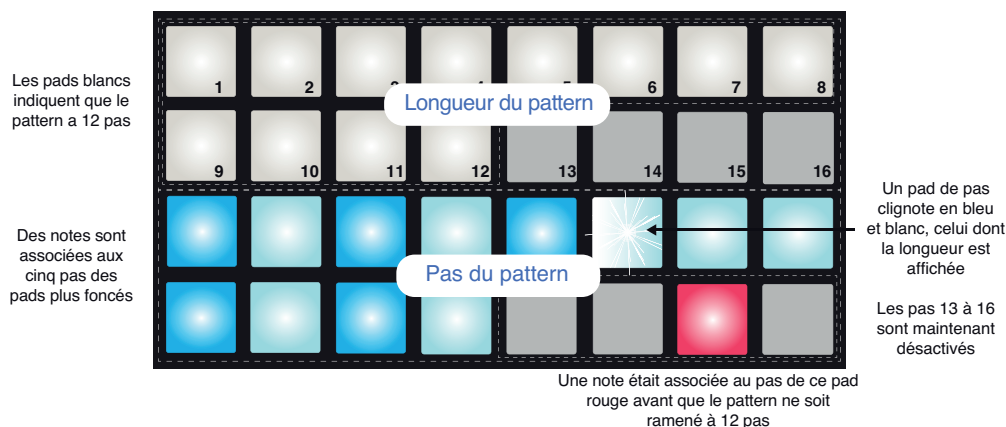 1 2 3 4 5 6 7 8
Longueur du pattern
9 10 11 12 13 14 15 16
Les pads blancs
indiquent que le
pattern a 12 pas
Pas du pattern
Des notes sont
associées aux
cinq pas des
pads plus foncés
Un pad de pas
clignote en bleu
et blanc, celui dont
la longueur est
affichée
Les pas 13 à 16
sont maintenant
désactivés
Une note était associée au pas de ce pad
rouge avant que le pattern ne soit
ramené à 12 pas